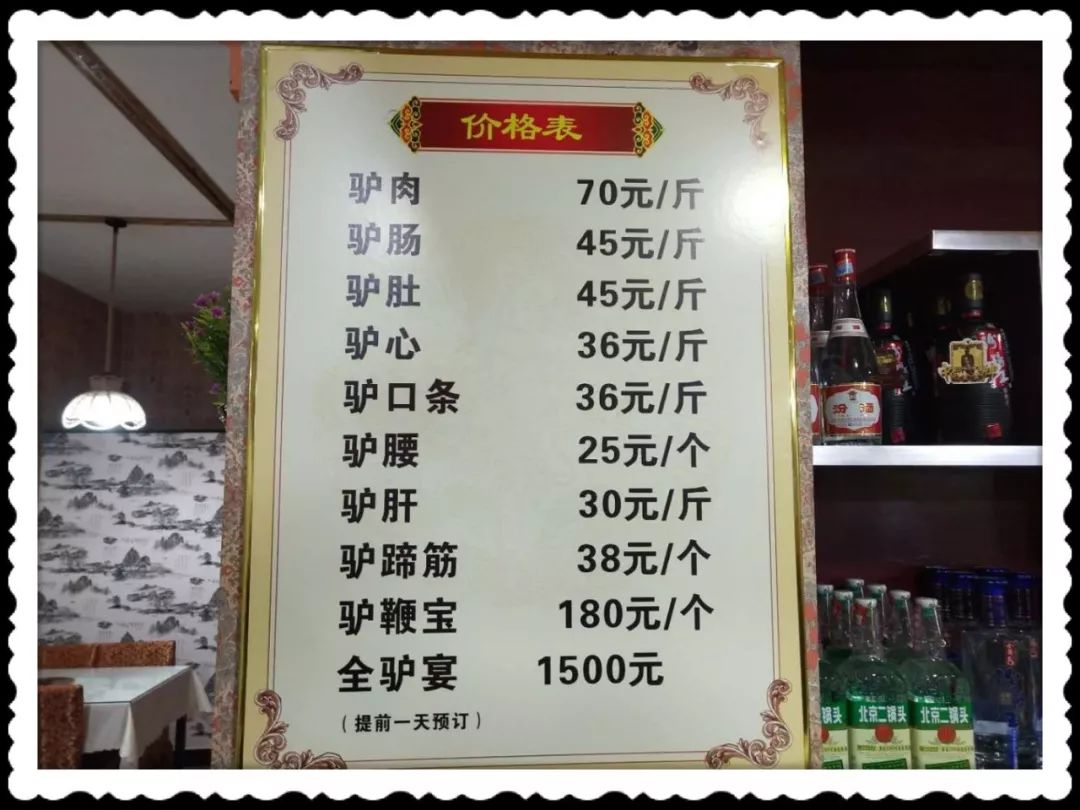 价格表
驴肉 70元/斤
驴肠 45元/斤
驴肚 45元/斤
驴心 36元/斤
驴口条 36元/斤
驴腰 25元/个
驴肝 30元/斤
驴蹄筋 38元/个
驴鞭宝 180元/个
全驴宴 1500元
（提前一天预订）
汾酒
锅头
北京二锅头
北京二锅头